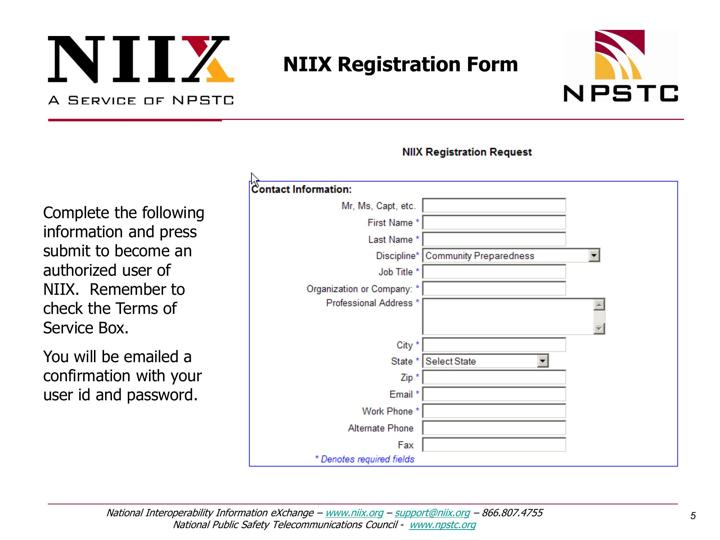 NIIX
A SERVICE OF NPSTC
NIIX Registration Form
NPSTC
NIIX Registration Request
Complete the following
information and press
submit to become an
authorized user of
NIIX. Remember to
check the Terms of
Service Box.
You will be emailed a
confirmation with your
user id and password.
Contact Information:
Mr, Ms, Capt, etc.
First Name *
Last Name *
Discipline* Community Preparedness
Job Title *
Organization or Company: *
Professional Address *
City *
State * Select State
Zip *
Email *
Work Phone *
Alternate Phone
Fax
* Denotes required fields
National Interoperability Information eXchange – www.niix.org – support@niix.org – 866.807.4755
National Public Safety Telecommunications Council - www.npstc.org
5